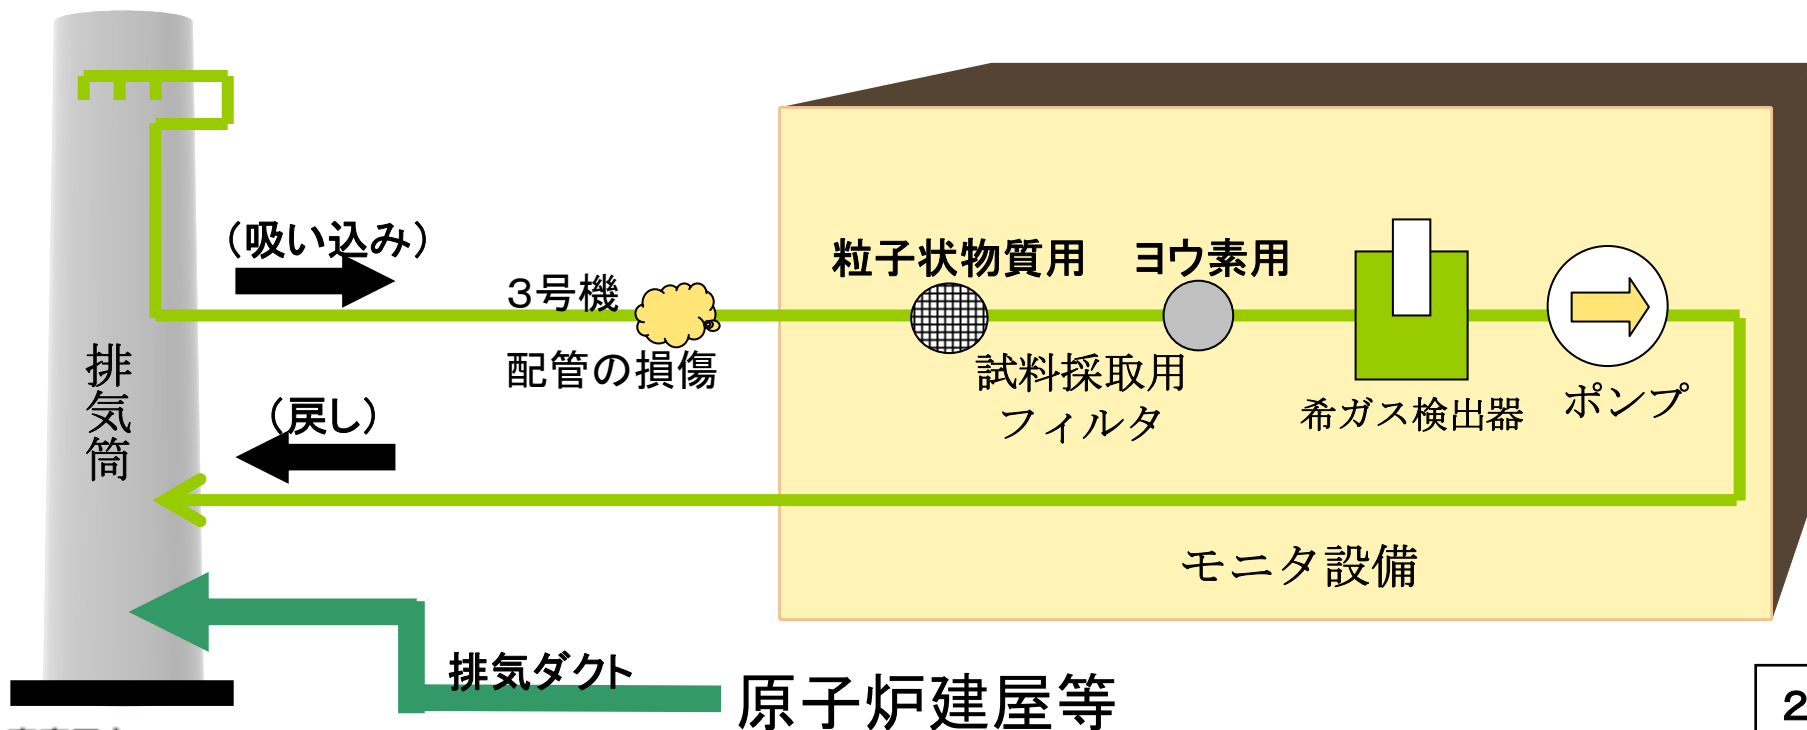 (吸い込み)
粒子状物質用
ヨウ素用
3号機
配管の損傷
試料採取用
フィルタ
希ガス検出器
ポンプ
排気筒
(戻し)
モニタ設備
排気ダクト
原子炉建屋等
2